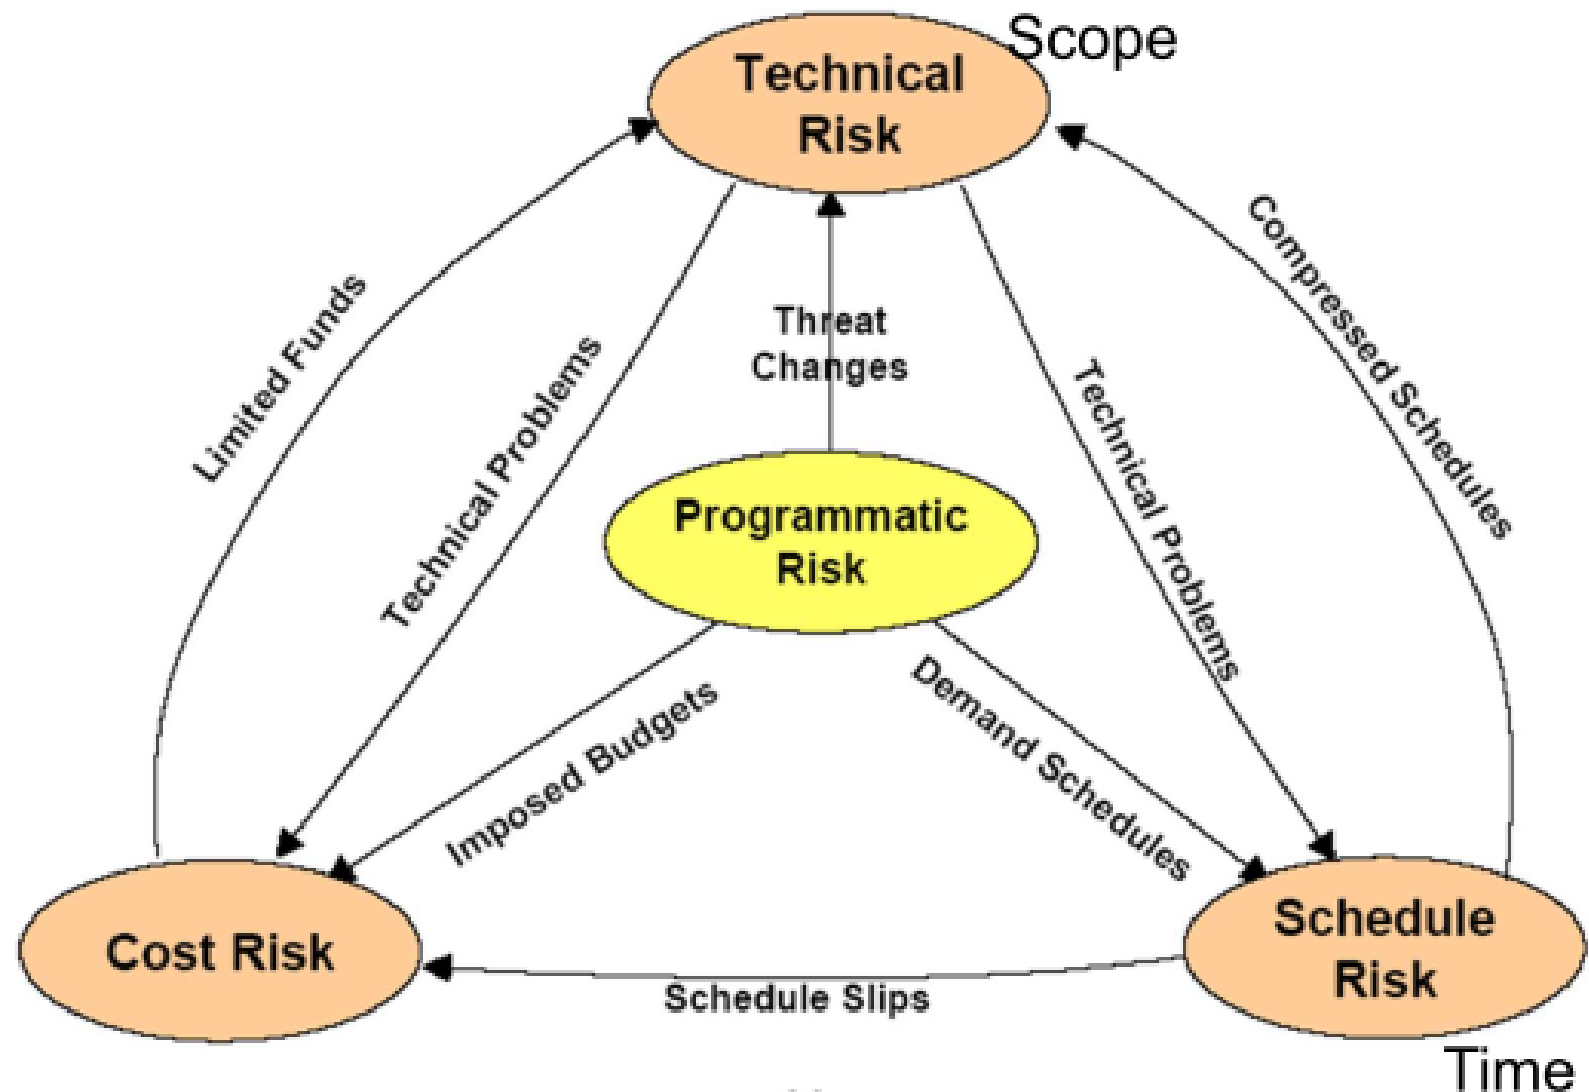 Scope
Technical
Risk
Limited Funds
Technical Problems
Threat
Changes
Technical Problems
Compressed Schedules
Programmatic
Risk
Imposed Budgets
Demand Schedules
Cost Risk
Schedule
Risk
Schedule Slips
Time